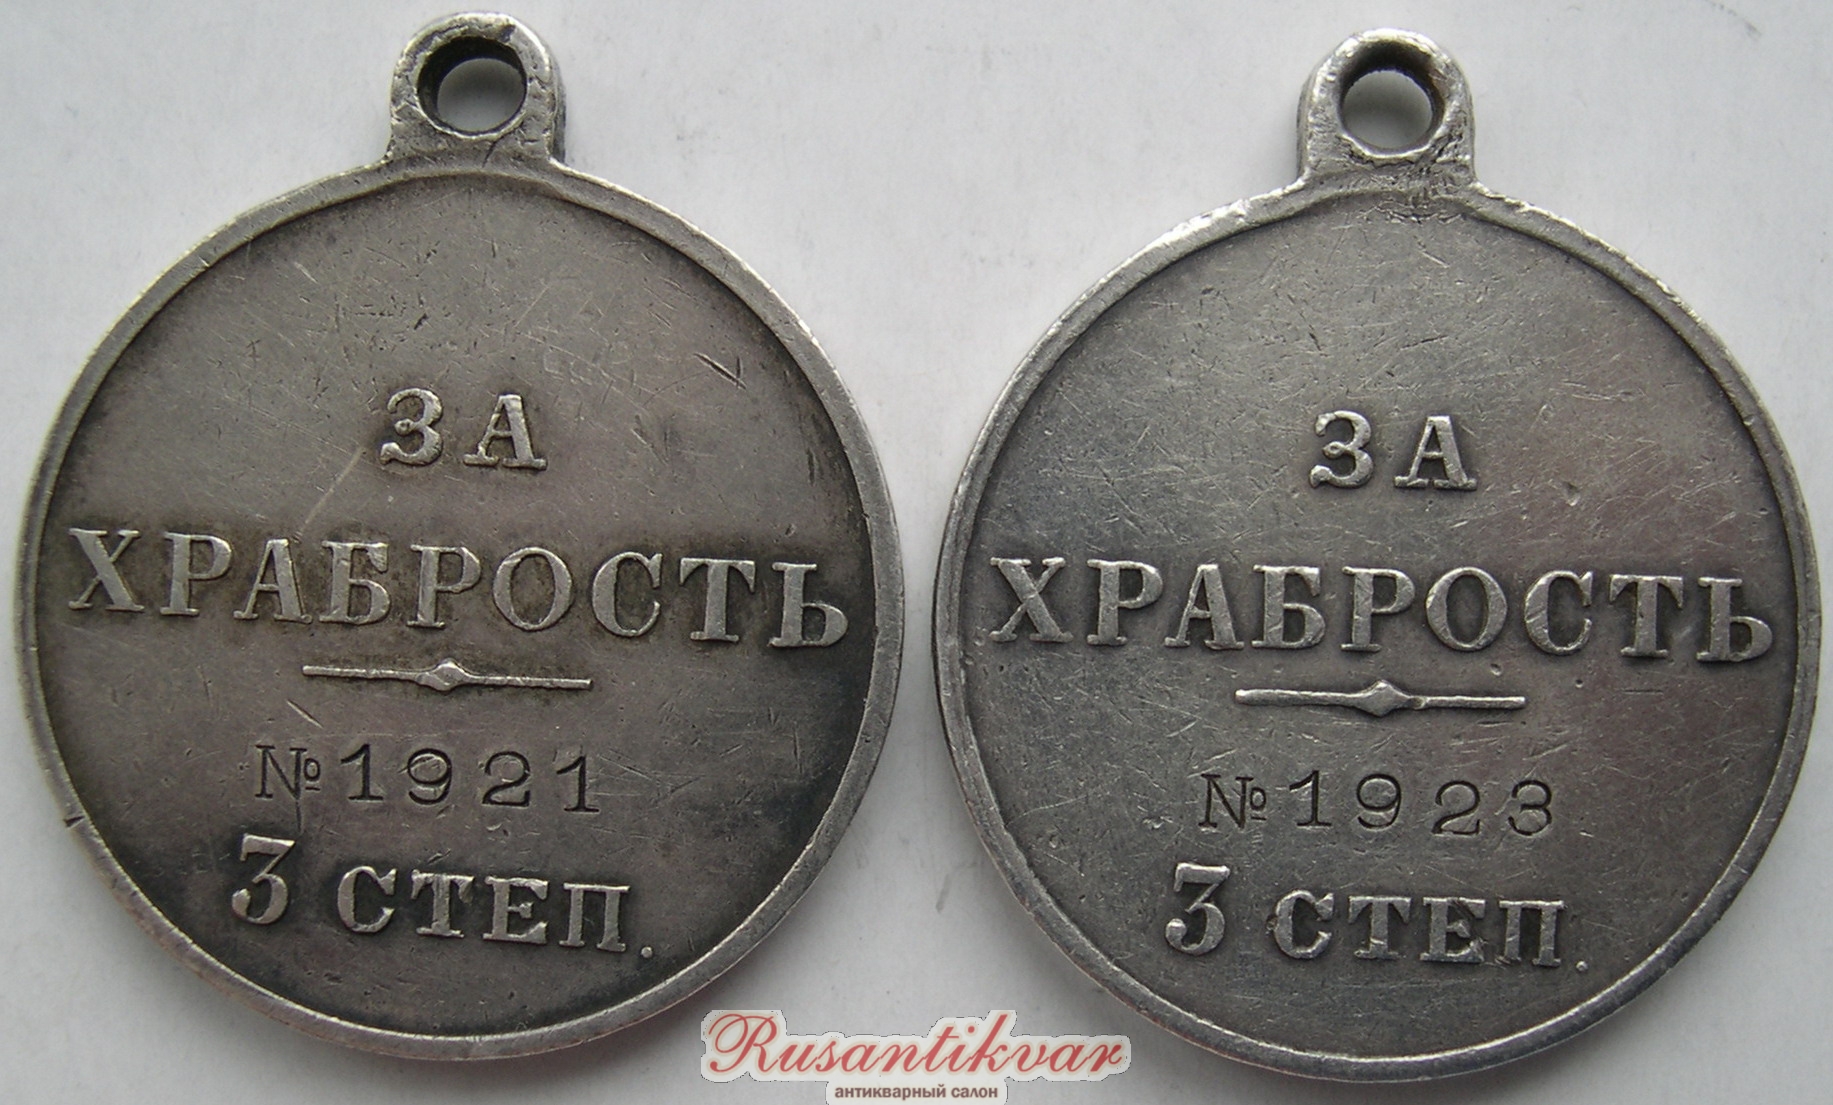 ЗА
ХРАБРОСТЬ
№1921
3 СТЕП.
ЗА
ХРАБРОСТЬ
№1923
3 СТЕП.
Rusantikvar
антикварный салон